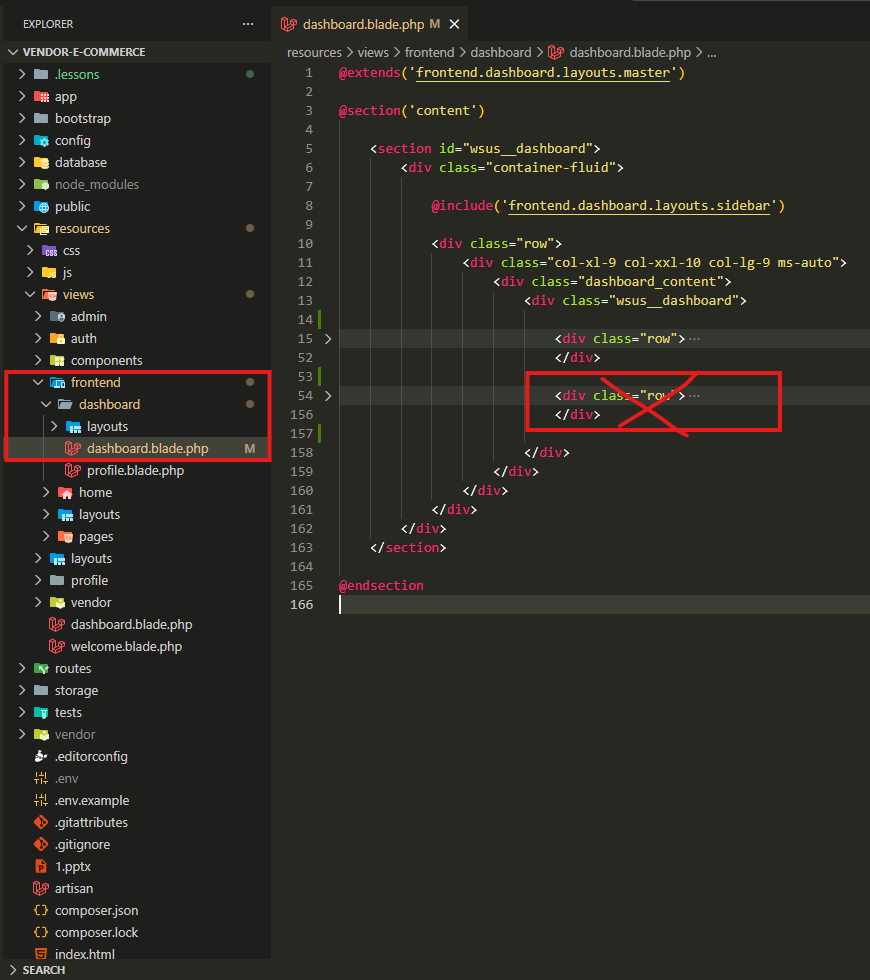 EXPLORER
···
VENDOR-E-COMMERCE
.lessons
app
bootstrap
config
database
node_modules
public
resources
css
js
views
admin
auth
components
frontend
dashboard
layouts
dashboard.blade.php M
profile.blade.php
home
layouts
pages
layouts
profile
vendor
dashboard.blade.php
welcome.blade.php
routes
storage
tests
vendor
.editorconfig
.env
.env.example
.gitattributes
.gitignore
1.pptx
artisan
composer.json
composer.lock
index.html
SEARCH
dashboard.blade.php M
resources > views > frontend > dashboard > dashboard.blade.php > ...
1 @extends('frontend.dashboard.layouts.master')
2
3 @section('content')
4
5 <section id="wsus__dashboard">
6 <div class="container-fluid">
7
8 @include('frontend.dashboard.layouts.sidebar')
9
10 <div class="row">
11 <div class="col-xl-9 col-xxl-10 col-lg-9 ms-auto">
12 <div class="dashboard_content">
13 <div class="wsus__dashboard">
14
15 <div class="row"> ···
52 </div>
53
54 <div class="row"> ···
156 </div>
157
158 </div>
159 </div>
160 </div>
161 </div>
162 </div>
163 </section>
164
165 @endsection
166